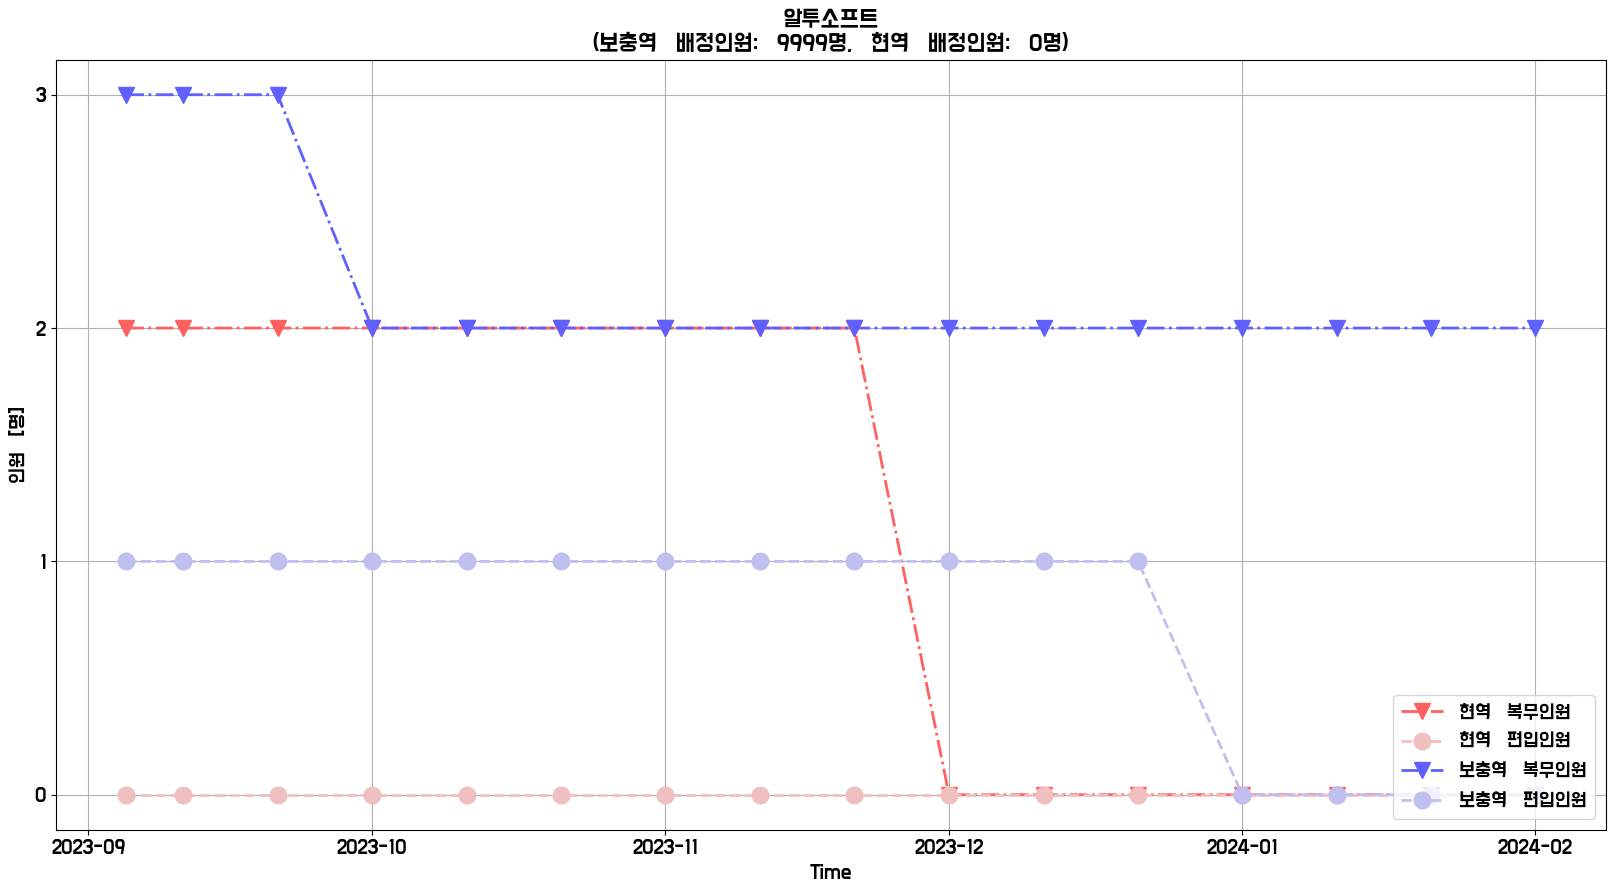 알투소프트
(보충역 배정인원: 9999명, 현역 배정인원: 0명)
인원 [명]
3
2
1
0
현역 복무인원
현역 편입인원
보충역 복무인원
보충역 편입인원
2023-09 2023-10 2023-11 2023-12 2024-01 2024-02
Time